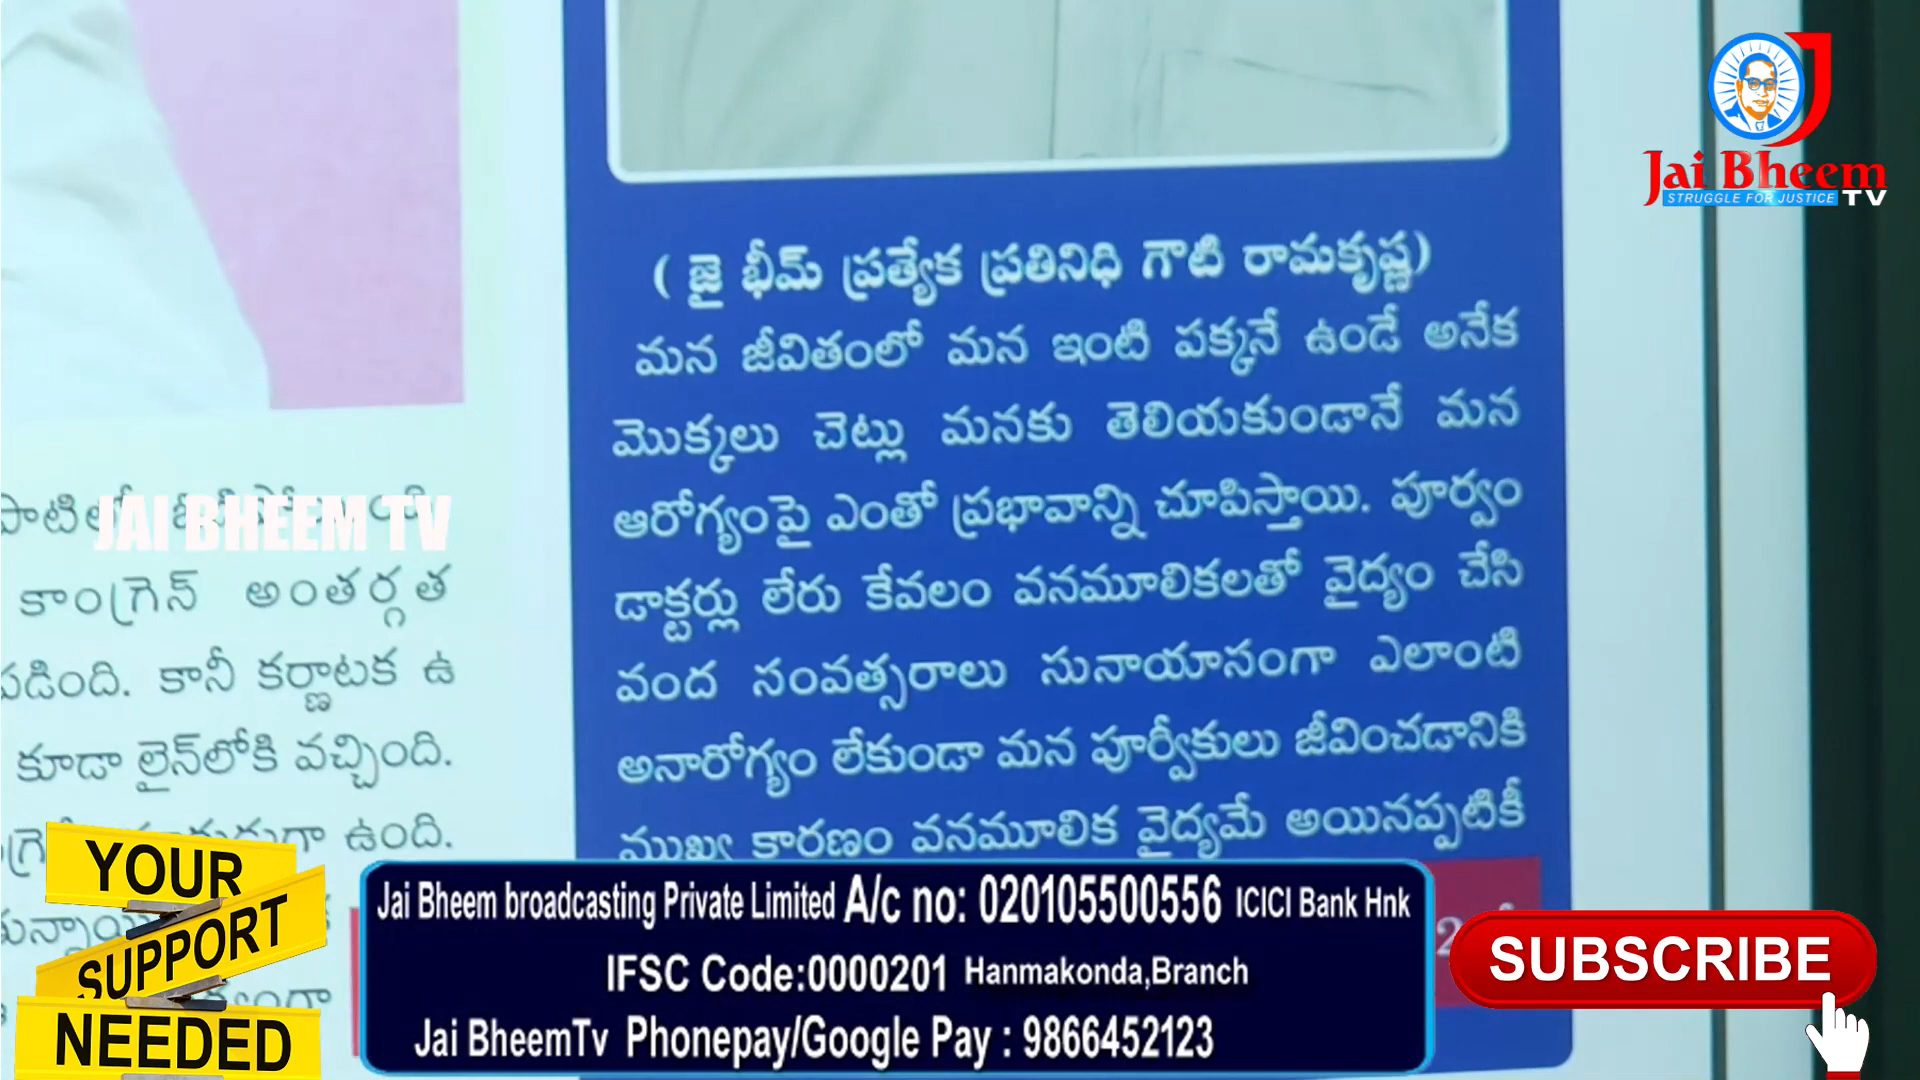 J
Jai Bheem
STRUGGLE FOR JUSTICE TV
( జై భీమ్ ప్రత్యేక ప్రతినిధి గౌటి రామకృష్ణ)
మన జీవితంలో మన ఇంటి పక్కనే ఉండే అనేక
మొక్కలు చెట్లు మనకు తెలియకుండానే మన
ఆరోగ్యంపై ఎంతో ప్రభావాన్ని చూపిస్తాయి. పూర్వం
డాక్టర్లు లేరు కేవలం వనమూలికలతో వైద్యం చేసి
వంద సంవత్సరాలు సునాయాసంగా ఎలాంటి
అనారోగ్యం లేకుండా మన పూర్వీకులు జీవించడానికి
ముఖ్య కారణం వనమూలిక వైద్యమే అయినప్పటికీ
JAI BHEEM TV
కాంగ్రెస్ అంతర్గత
కానీ కర్ణాటక ఉ
కూడా లైన్‌లోకి వచ్చింది.
ఉంది.
YOUR
SUPPORT
NEEDED
Jai Bheem broadcasting Private Limited A/c no: 020105500556 ICICI Bank Hnk
IFSC Code:0000201 Hanmakonda,Branch
Jai BheemTv Phonepay/Google Pay : 9866452123
SUBSCRIBE